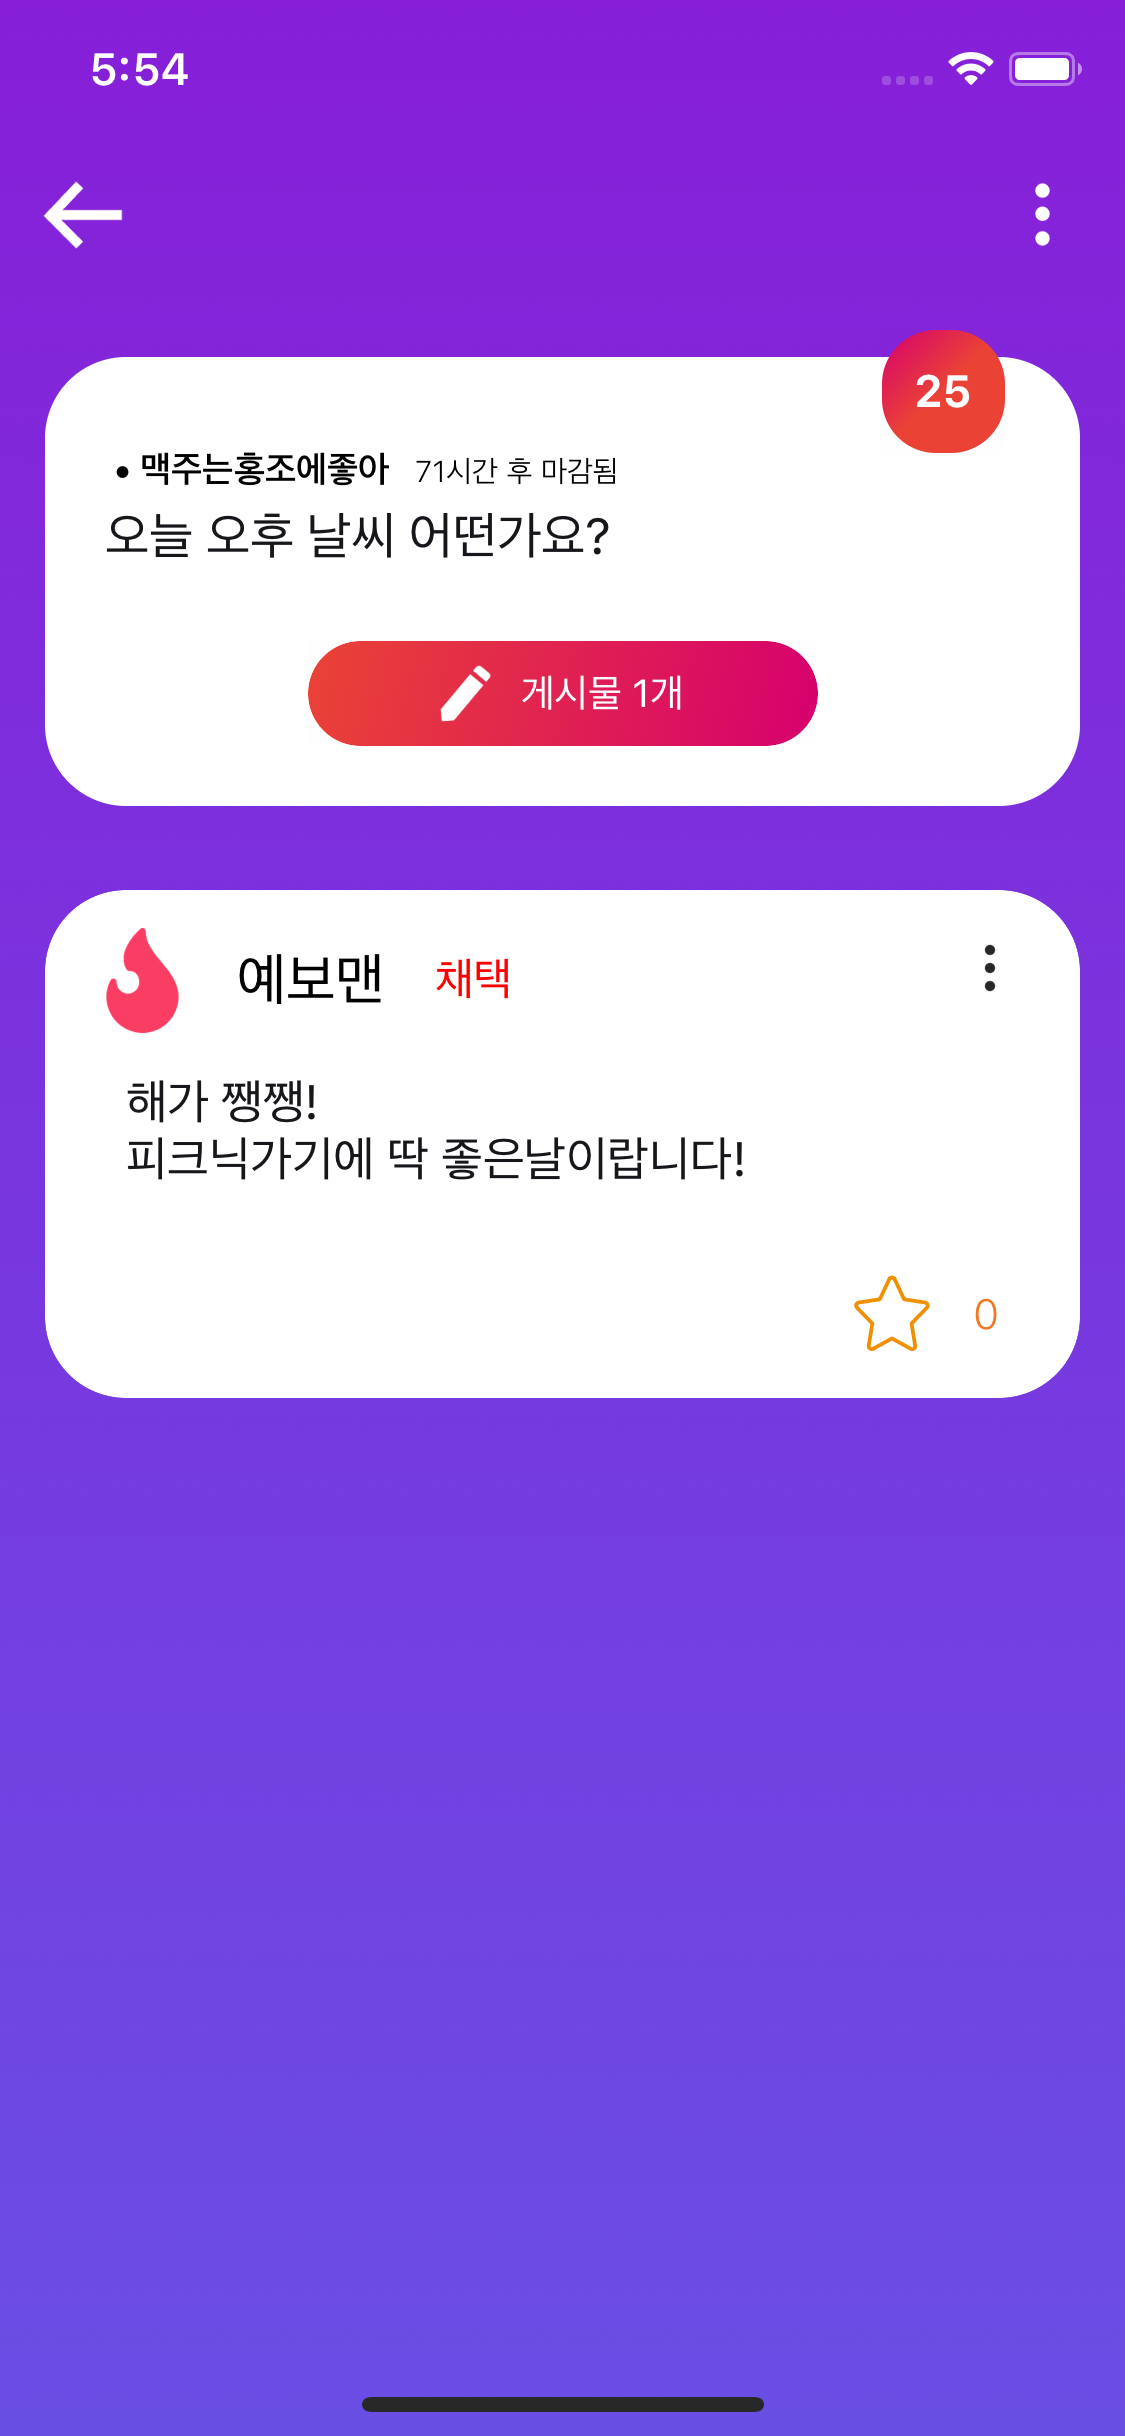 5:54
25
• 맥주는홍조에좋아 71시간 후 마감됨
오늘 오후 날씨 어떤가요?
게시물 1개
예보맨 채택
해가 쨍쨍!
피크닉가기에 딱 좋은날이랍니다!
0